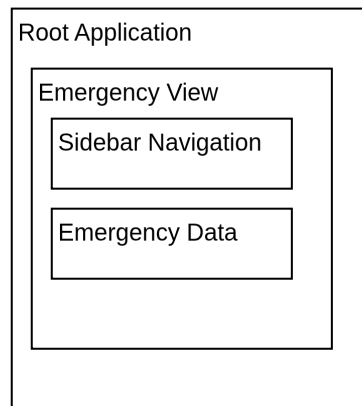 Root Application
Emergency View
Sidebar Navigation
Emergency Data